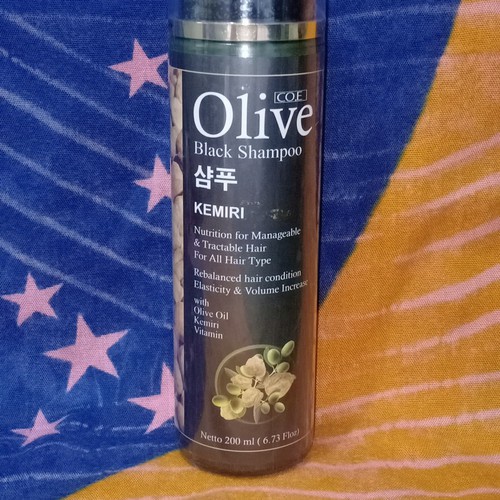 C.O.E.
Olive
Black Shampoo
샴푸
KEMIRI
Nutrition for Manageable
& Tractable Hair
For All Hair Type
Rebalanced hair condition
Elasticity & Volume Increase
with
Olive Oil
Kemiri
Vitamin
Netto 200 ml ( 6.73 Floz)